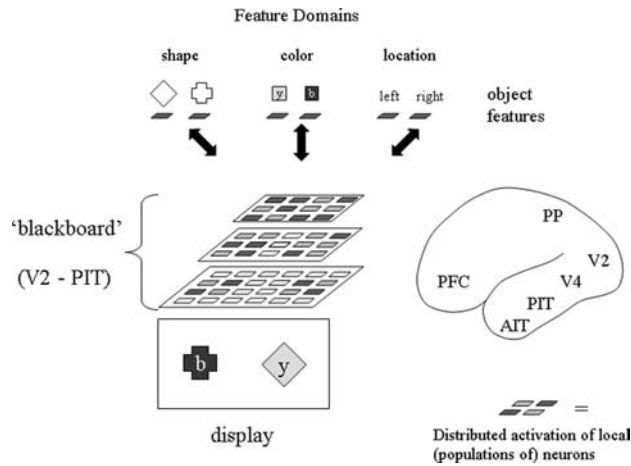 Feature Domains
shape color location
y b left right
object
features
‘blackboard’
(V2 - PIT)
PP
V2
PFC
V4
PIT
AIT
b y
display
=
Distributed activation of local
(populations of) neurons